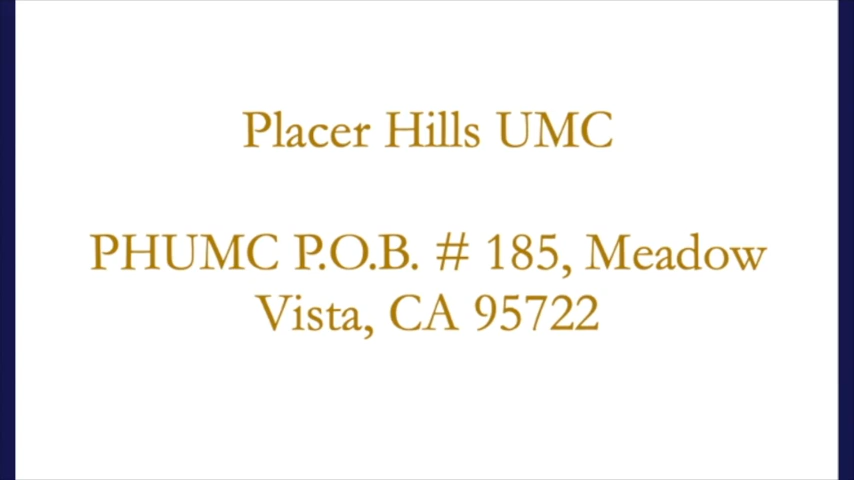 Placer Hills UMC
PHUMC P.O.B. # 185, Meadow
Vista, CA 95722